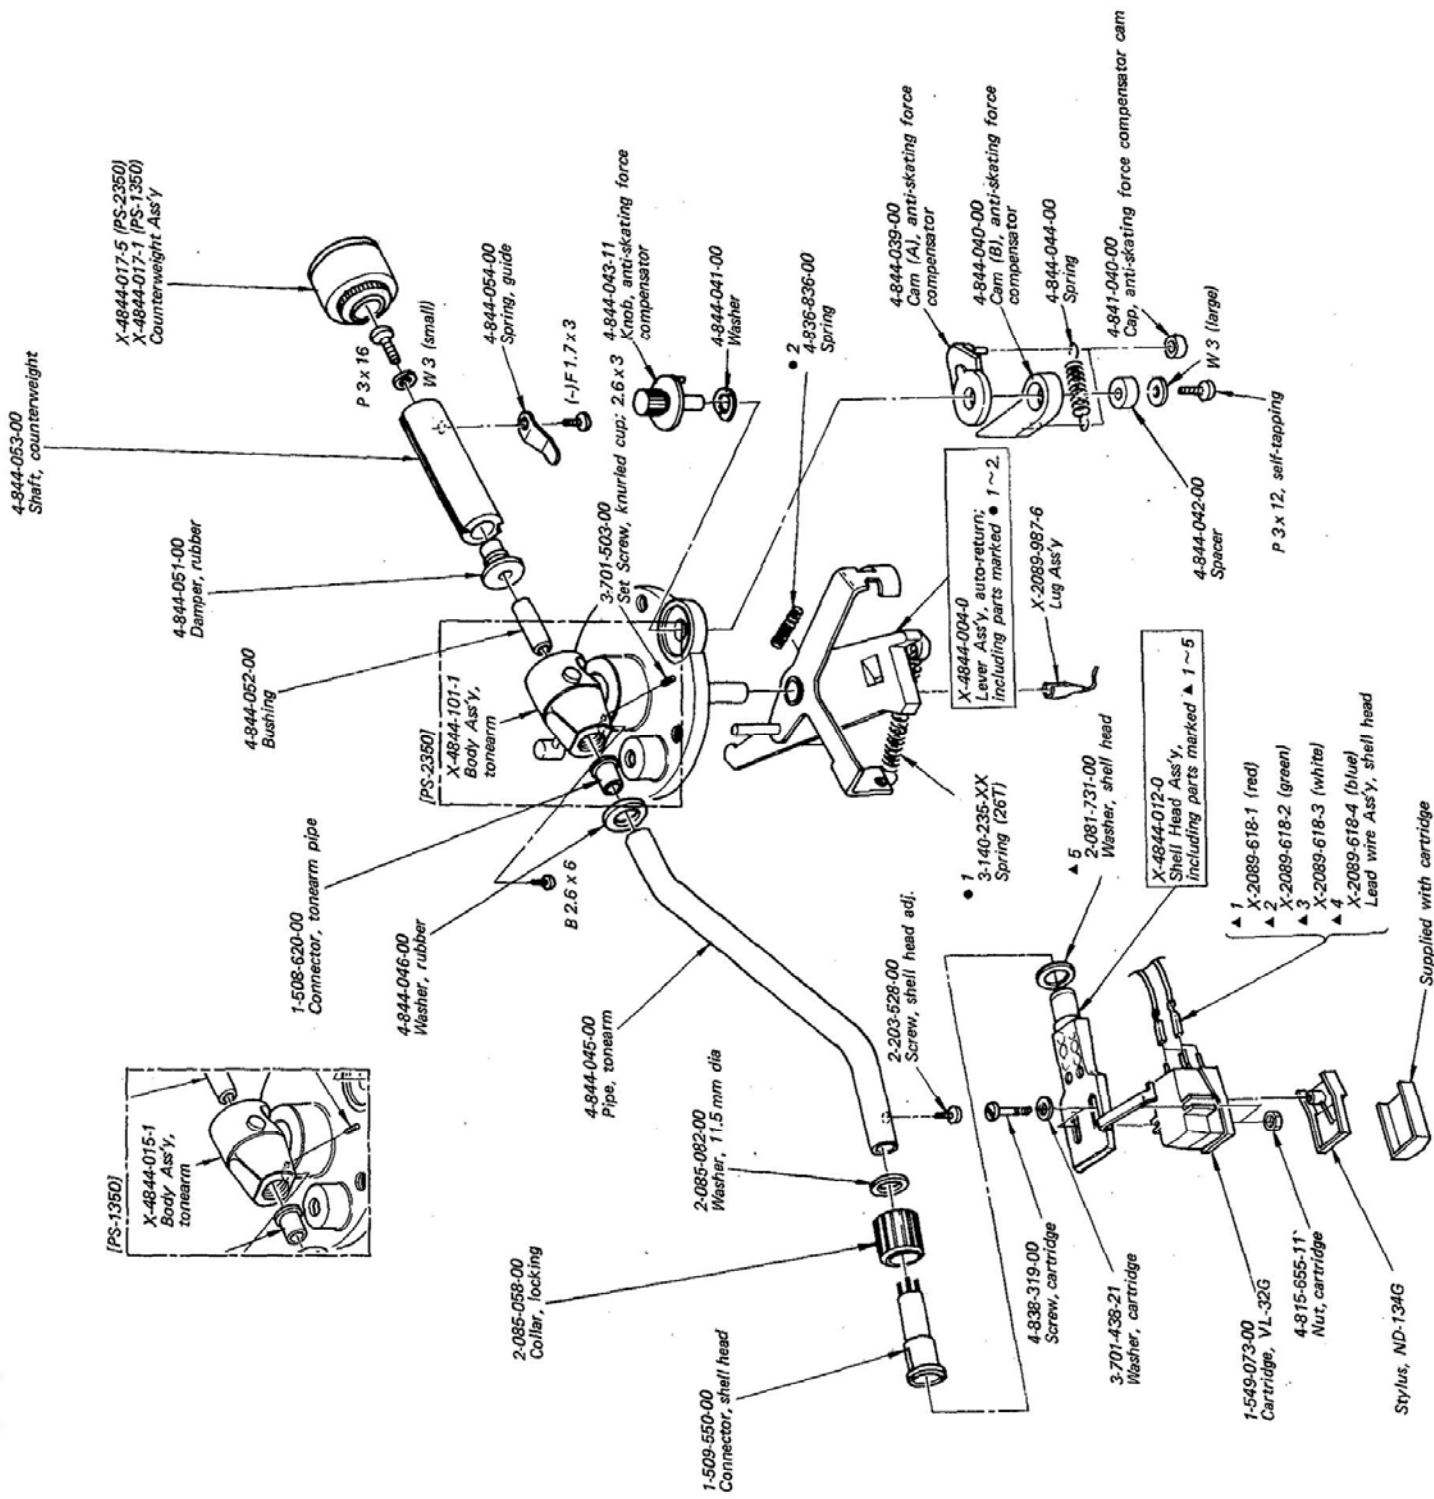 4-844-053-00
Shaft, counterweight
X-4844-017-5 (PS-2350)
X-4844-017-1 (PS-1350)
Counterweight Ass'y
P 3 x 16
W 3 (small)
4-844-054-00
Spring, guide
(-)F 1.7 x 3
4-844-051-00
Damper, rubber
4-844-052-00
Bushing
3-701-503-00
Set Screw, knurled cup; 2.6 x 3
4-844-043-11
Knob, anti-skating force
compensator
4-844-041-00
Washer
● 2
4-836-836-00
Spring
4-844-039-00
Cam (A), anti-skating force
compensator
4-844-040-00
Cam (B), anti-skating force
compensator
4-844-044-00
Spring
4-841-040-00
Cap, anti-skating force compensator cam
W 3 (large)
4-844-042-00
Spacer
P 3 x 12, self-tapping
[PS-2350]
X-4844-101-1
Body Ass'y,
tonearm
X-4844-004-0
Lever Ass'y, auto-return;
including parts marked ● 1 ~ 2.
X-2089-987-6
Lug Ass'y
● 1
3-140-235-XX
Spring (26T)
1-508-620-00
Connector, tonearm pipe
B 2.6 x 6
4-844-046-00
Washer, rubber
4-844-045-00
Pipe, tonearm
[PS-1350]
X-4844-015-1
Body Ass'y,
tonearm
2-203-528-00
Screw, shell head adj.
2-085-082-00
Washer, 11.5 mm dia
2-085-058-00
Collar, locking
1-509-550-00
Connector, shell head
▲ 5
2-081-731-00
Washer, shell head
X-4844-012-0
Shell Head Ass'y,
including parts marked ▲ 1 ~ 5
▲ 1
X-2089-618-1 (red)
▲ 2
X-2089-618-2 (green)
▲ 3
X-2089-618-3 (white)
▲ 4
X-2089-618-4 (blue)
Lead wire Ass'y, shell head
4-838-319-00
Screw, cartridge
3-701-438-21
Washer, cartridge
1-549-073-00
Cartridge, VL-32G
4-815-655-11
Nut, cartridge
Stylus, ND-134G
Supplied with cartridge